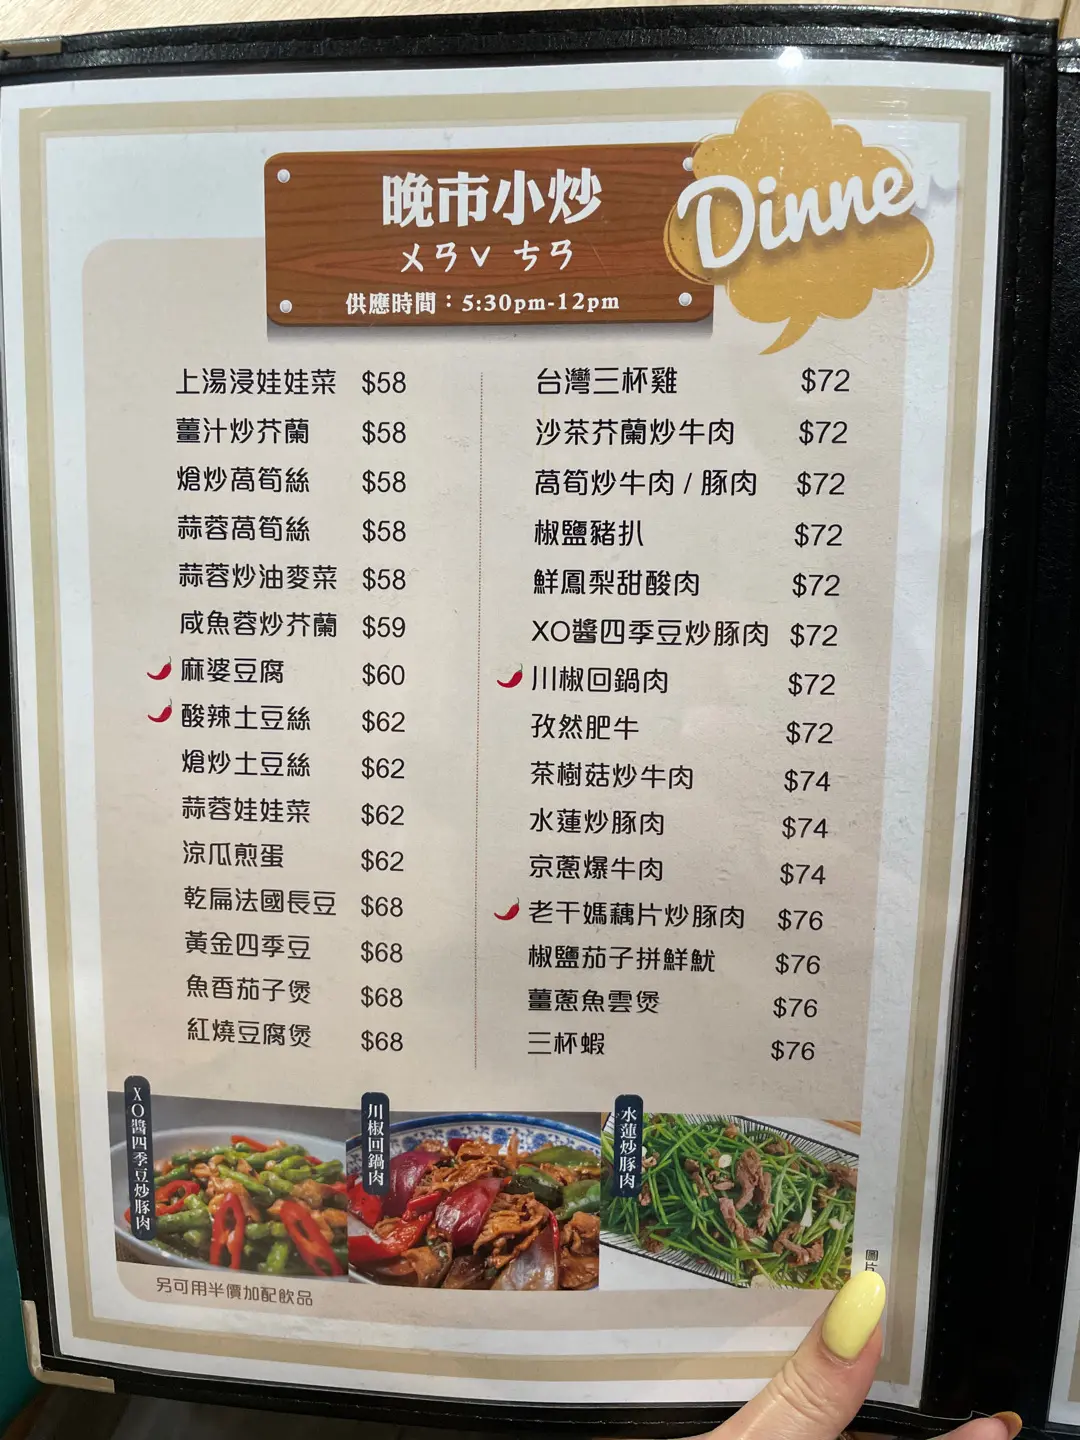 晚市小炒
Dinner
ㄨㄢˇ ㄘㄢ
供應時間：5:30pm-12pm
上湯浸娃娃菜 $58
薑汁炒芥蘭 $58
熗炒萵筍絲 $58
蒜蓉萵筍絲 $58
蒜蓉炒油麥菜 $58
咸魚蓉炒芥蘭 $59
麻婆豆腐 $60
酸辣土豆絲 $62
熗炒土豆絲 $62
蒜蓉娃娃菜 $62
涼瓜煎蛋 $62
乾扁法國長豆 $68
黃金四季豆 $68
魚香茄子煲 $68
紅燒豆腐煲 $68
台灣三杯雞 $72
沙茶芥蘭炒牛肉 $72
萵筍炒牛肉 / 豚肉 $72
椒鹽豬扒 $72
鮮鳳梨甜酸肉 $72
XO醬四季豆炒豚肉 $72
川椒回鍋肉 $72
孜然肥牛 $72
茶樹菇炒牛肉 $74
水蓮炒豚肉 $74
京蔥爆牛肉 $74
老干媽藕片炒豚肉 $76
椒鹽茄子拼鮮魷 $76
薑蔥魚雲煲 $76
三杯蝦 $76
XO醬四季豆炒豚肉
川椒回鍋肉
水蓮炒豚肉
圖片
另可用半價加配飲品